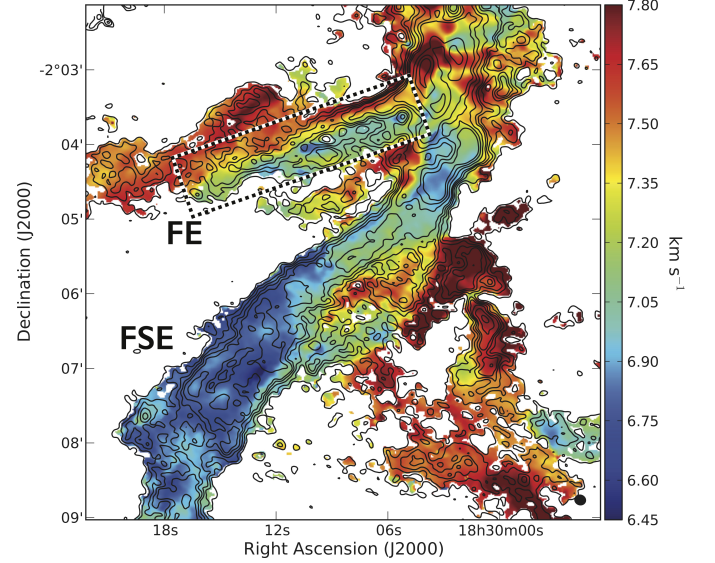 7.80
7.65
7.50
7.35
7.20
7.05
6.90
6.75
6.60
6.45
km s⁻¹
-2°03'
04'
05'
06'
07'
08'
09'
Declination (J2000)
FE
FSE
18s
12s
06s
18h30m00s
Right Ascension (J2000)